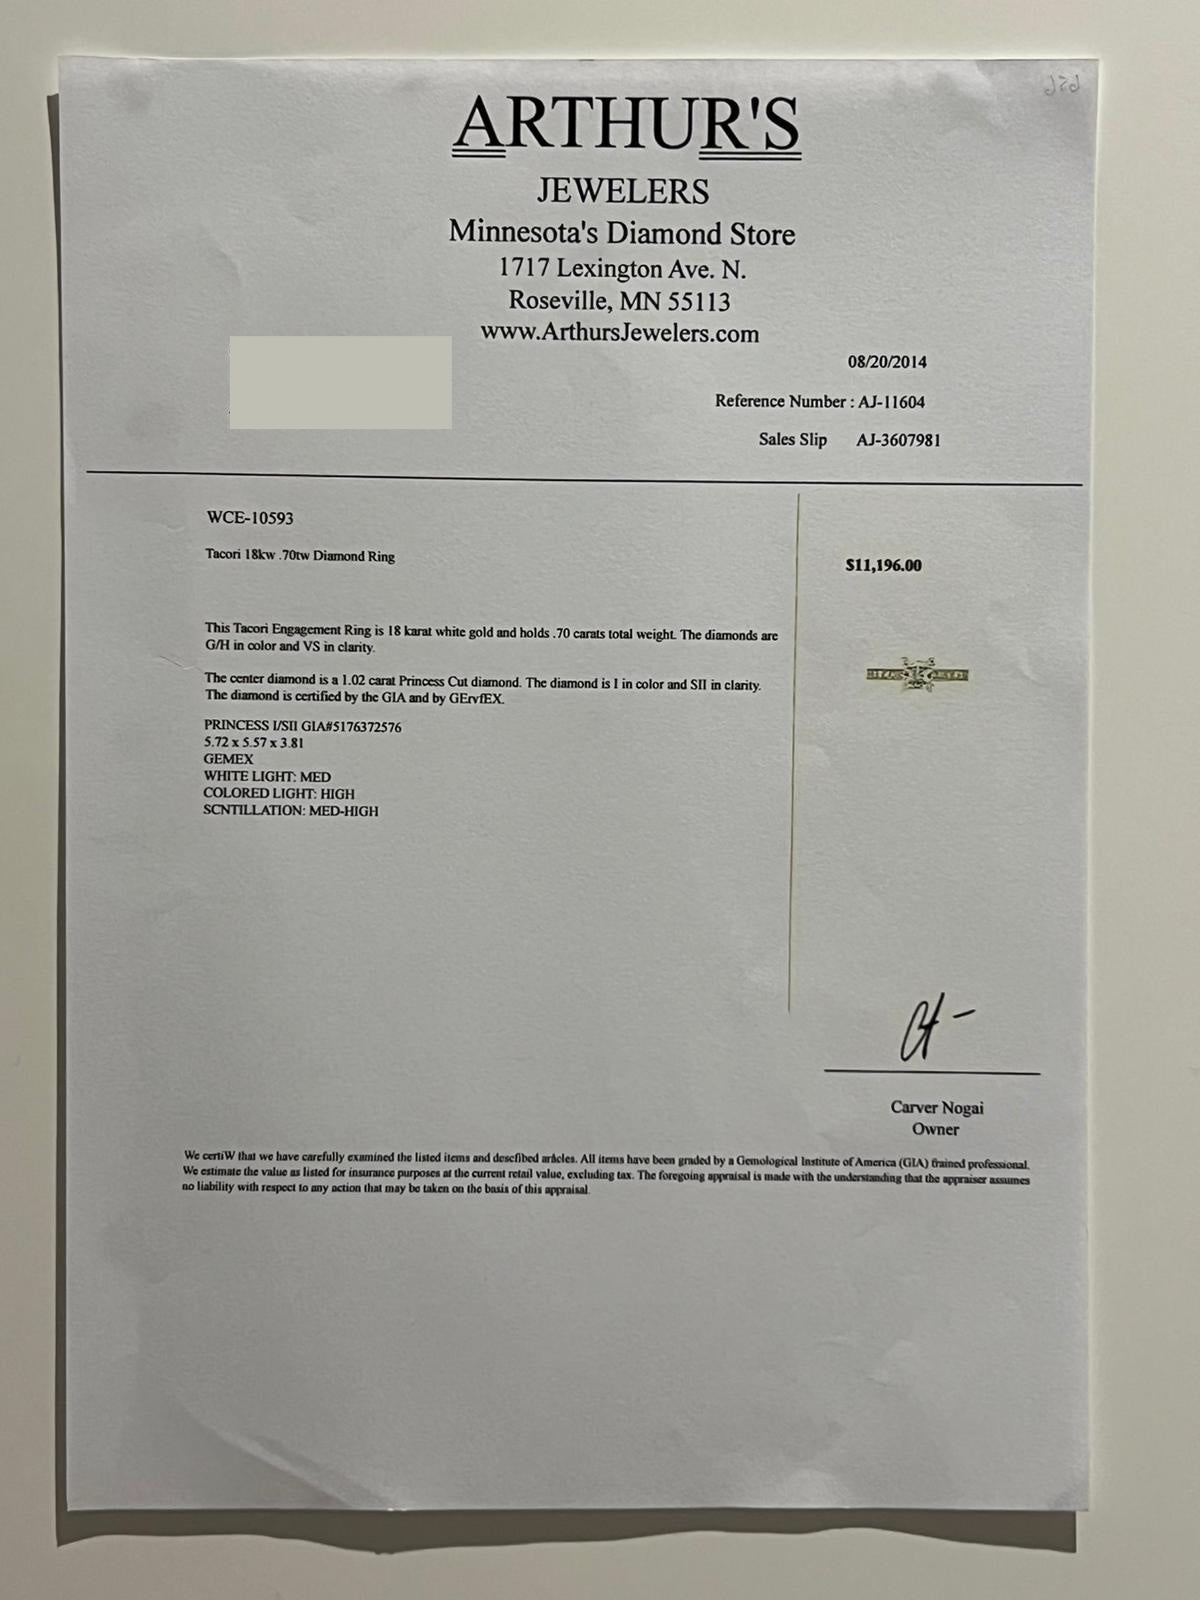 ARTHUR'S
JEWELERS
Minnesota's Diamond Store
1717 Lexington Ave. N.
Roseville, MN 55113
www.ArthursJewelers.com
08/20/2014
Reference Number : AJ-11604
Sales Slip AJ-3607981
WCE-10593
Tacori 18kw .70tw Diamond Ring
$11,196.00
This Tacori Engagement Ring is 18 karat white gold and holds .70 carats total weight. The diamonds are
G/H in color and VS in clarity.
The center diamond is a 1.02 carat Princess Cut diamond. The diamond is I in color and SII in clarity.
The diamond is certified by the GIA and by GErvfEX.
PRINCESS I/SII GIA#5176372576
5.72 x 5.57 x 3.81
GEMEX
WHITE LIGHT: MED
COLORED LIGHT: HIGH
SCNTILLATION: MED-HIGH
Carver Nogai
Owner
We certiW that we have carefully examined the listed items and descfibed artcles. All items have been graded by a Gemological Institute of America (GIA) frained professional.
We estimate the value as listed for insurance purposes at the current retail value, excluding tax. The foregoing appraisal is made with the understanding that the appraiser assumes
no liability with respect to any action that may be taken on the basis of this appraisal.